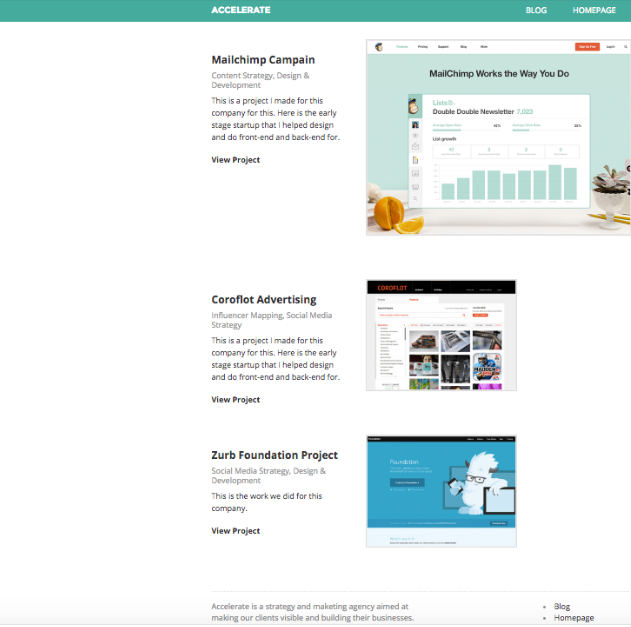 ACCELERATE
BLOG
HOMEPAGE
Mailchimp Campain
Content Strategy, Design &
Development
This is a project I made for this
company for this. Here is the early
stage startup that I helped design
and do front-end and back-end for.
View Project
Pricing
Support
Blog
MailChimp Works the Way You Do
Double Double Newsletter 7,023
List growth
Coroflot Advertising
Influencer Mapping, Social Media
Strategy
This is a project I made for this
company for this. Here is the early
stage startup that I helped design
and do front-end and back-end for.
View Project
COROFLOT
Zurb Foundation Project
Social Media Strategy, Design &
Development
This is the work we did for this
company.
View Project
Foundation
Accelerate is a strategy and maketing agency aimed at
making our clients visible and building their businesses.
Blog
Homepage